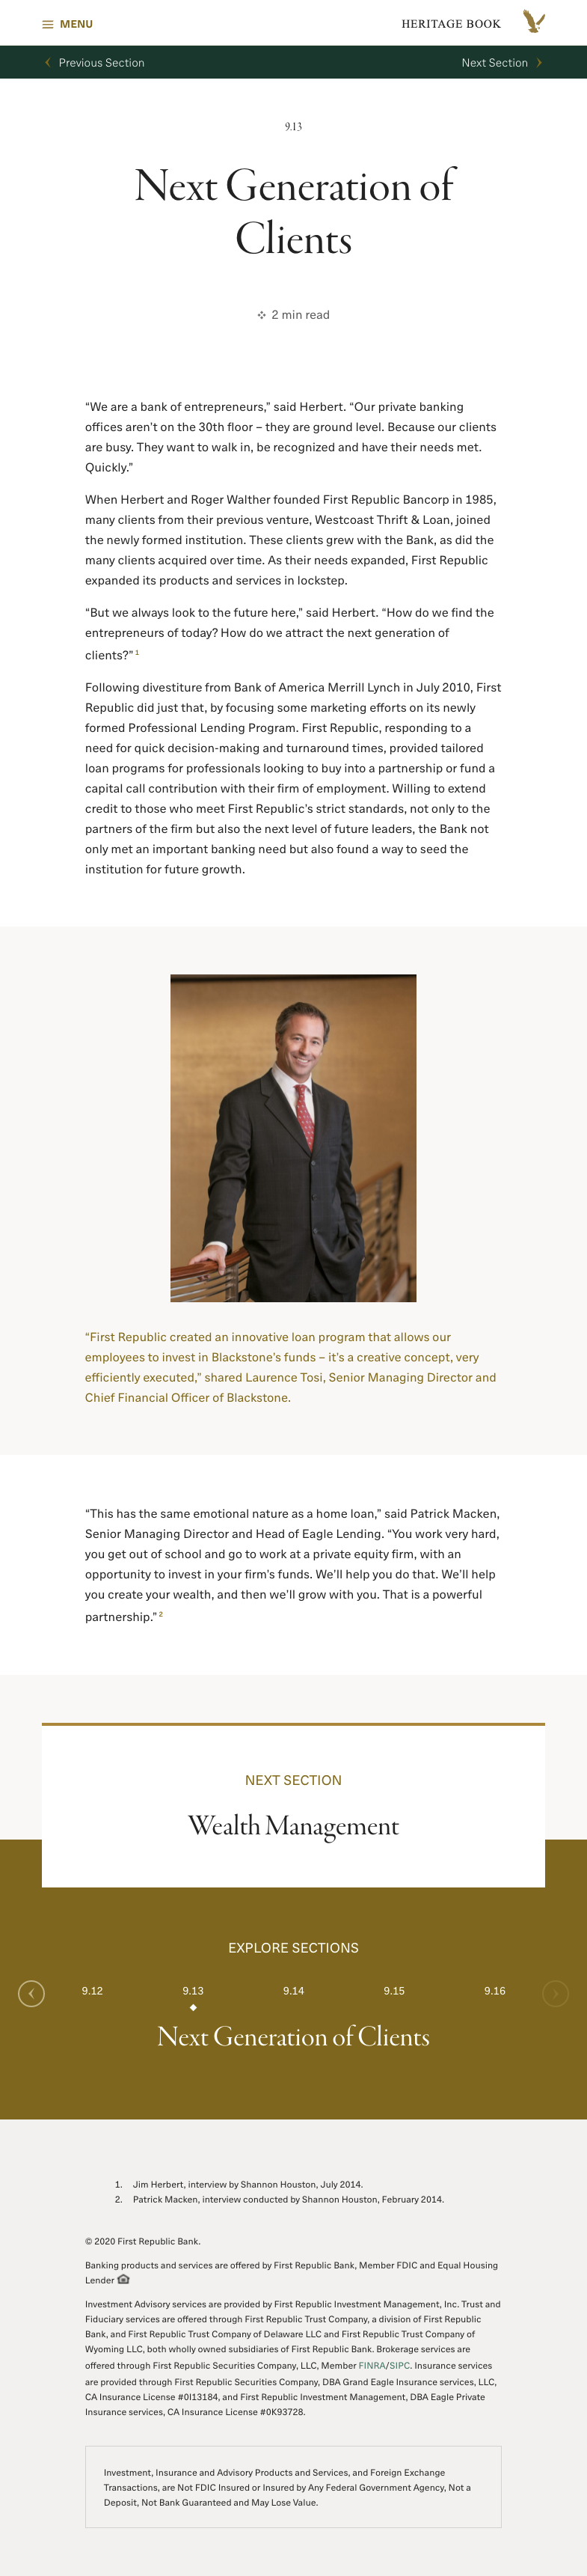 MENU
HERITAGE BOOK
Previous Section
Next Section
9.13
Next Generation of
Clients
2 min read
“We are a bank of entrepreneurs,” said Herbert. “Our private banking
offices aren't on the 30th floor – they are ground level. Because our clients
are busy. They want to walk in, be recognized and have their needs met.
Quickly.”
When Herbert and Roger Walther founded First Republic Bancorp in 1985,
many clients from their previous venture, Westcoast Thrift & Loan, joined
the newly formed institution. These clients grew with the Bank, as did the
many clients acquired over time. As their needs expanded, First Republic
expanded its products and services in lockstep.
“But we always look to the future here,” said Herbert. “How do we find the
entrepreneurs of today? How do we attract the next generation of
clients?” 1
Following divestiture from Bank of America Merrill Lynch in July 2010, First
Republic did just that, by focusing some marketing efforts on its newly
formed Professional Lending Program. First Republic, responding to a
need for quick decision-making and turnaround times, provided tailored
loan programs for professionals looking to buy into a partnership or fund a
capital call contribution with their firm of employment. Willing to extend
credit to those who meet First Republic's strict standards, not only to the
partners of the firm but also the next level of future leaders, the Bank not
only met an important banking need but also found a way to seed the
institution for future growth.
“First Republic created an innovative loan program that allows our
employees to invest in Blackstone’s funds – it’s a creative concept, very
efficiently executed,” shared Laurence Tosi, Senior Managing Director and
Chief Financial Officer of Blackstone.
“This has the same emotional nature as a home loan,” said Patrick Macken,
Senior Managing Director and Head of Eagle Lending. “You work very hard,
you get out of school and go to work at a private equity firm, with an
opportunity to invest in your firm's funds. We'll help you do that. We'll help
you create your wealth, and then we'll grow with you. That is a powerful
partnership.” 2
NEXT SECTION
Wealth Management
EXPLORE SECTIONS
9.12 9.13 9.14 9.15 9.16
Next Generation of Clients
1. Jim Herbert, interview by Shannon Houston, July 2014.
2. Patrick Macken, interview conducted by Shannon Houston, February 2014.
© 2020 First Republic Bank.
Banking products and services are offered by First Republic Bank, Member FDIC and Equal Housing
Lender
Investment Advisory services are provided by First Republic Investment Management, Inc. Trust and
Fiduciary services are offered through First Republic Trust Company, a division of First Republic
Bank, and First Republic Trust Company of Delaware LLC and First Republic Trust Company of
Wyoming LLC, both wholly owned subsidiaries of First Republic Bank. Brokerage services are
offered through First Republic Securities Company, LLC, Member FINRA/SIPC. Insurance services
are provided through First Republic Securities Company, DBA Grand Eagle Insurance services, LLC,
CA Insurance License #0I13184, and First Republic Investment Management, DBA Eagle Private
Insurance services, CA Insurance License #0K93728.
Investment, Insurance and Advisory Products and Services, and Foreign Exchange
Transactions, are Not FDIC Insured or Insured by Any Federal Government Agency, Not a
Deposit, Not Bank Guaranteed and May Lose Value.